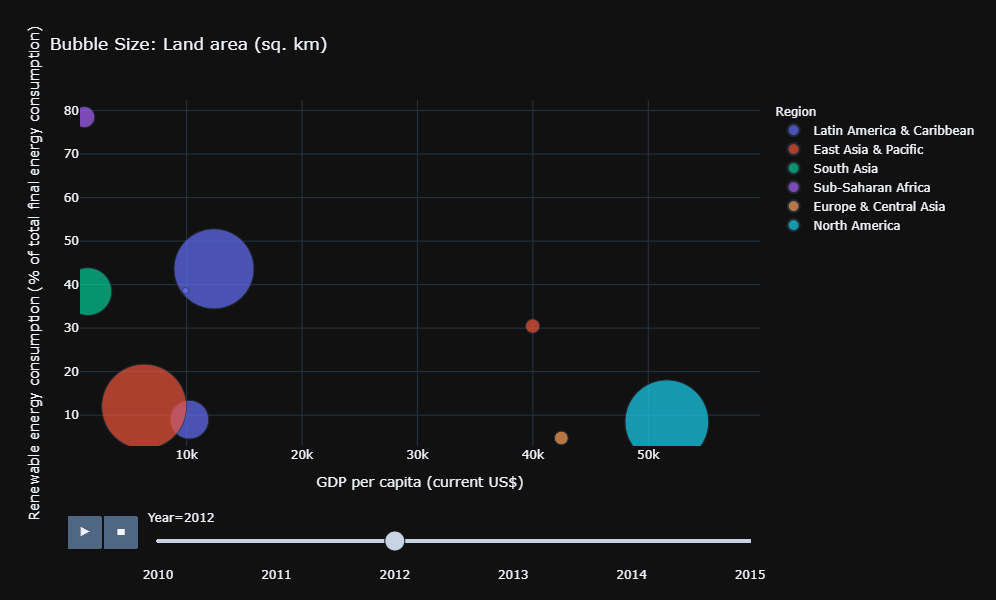 Bubble Size: Land area (sq. km)
Renewable energy consumption (% of total final energy consumption)
80
70
60
50
40
30
20
10
10k
20k
30k
40k
50k
GDP per capita (current US$)
Region
Latin America & Caribbean
East Asia & Pacific
South Asia
Sub-Saharan Africa
Europe & Central Asia
North America
Year=2012
2010
2011
2012
2013
2014
2015